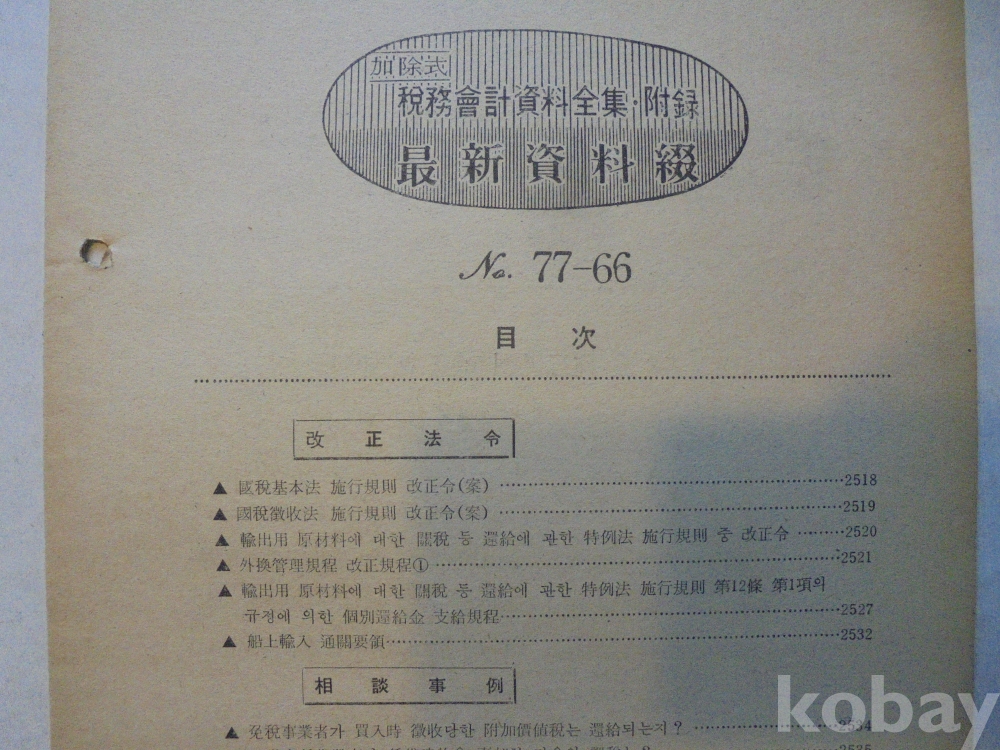 加除式
稅務會計資料全集·附録
最新資料綴
No. 77-66
目 次
改 正 法 令
▲ 國稅基本法 施行規則 改正令(案) ……2518
▲ 國稅徵收法 施行規則 改正令(案) ……2519
▲ 輸出用 原材料에 대한 關稅 등 還給에 관한 特例法 施行規則 중 改正令 ……2520
▲ 外換管理規程 改正規程① ……2521
▲ 輸出用 原材料에 대한 關稅 등 還給에 관한 特例法 施行規則 第12條 第1項의
규정에 의한 個別還給金 支給規程 ……2527
▲ 船上輸入 通關要領 ……2532
相 談 事 例
▲ 免稅事業者가 買入時 徵收당한 附加價値稅는 還給되는지? ……2534
kobay